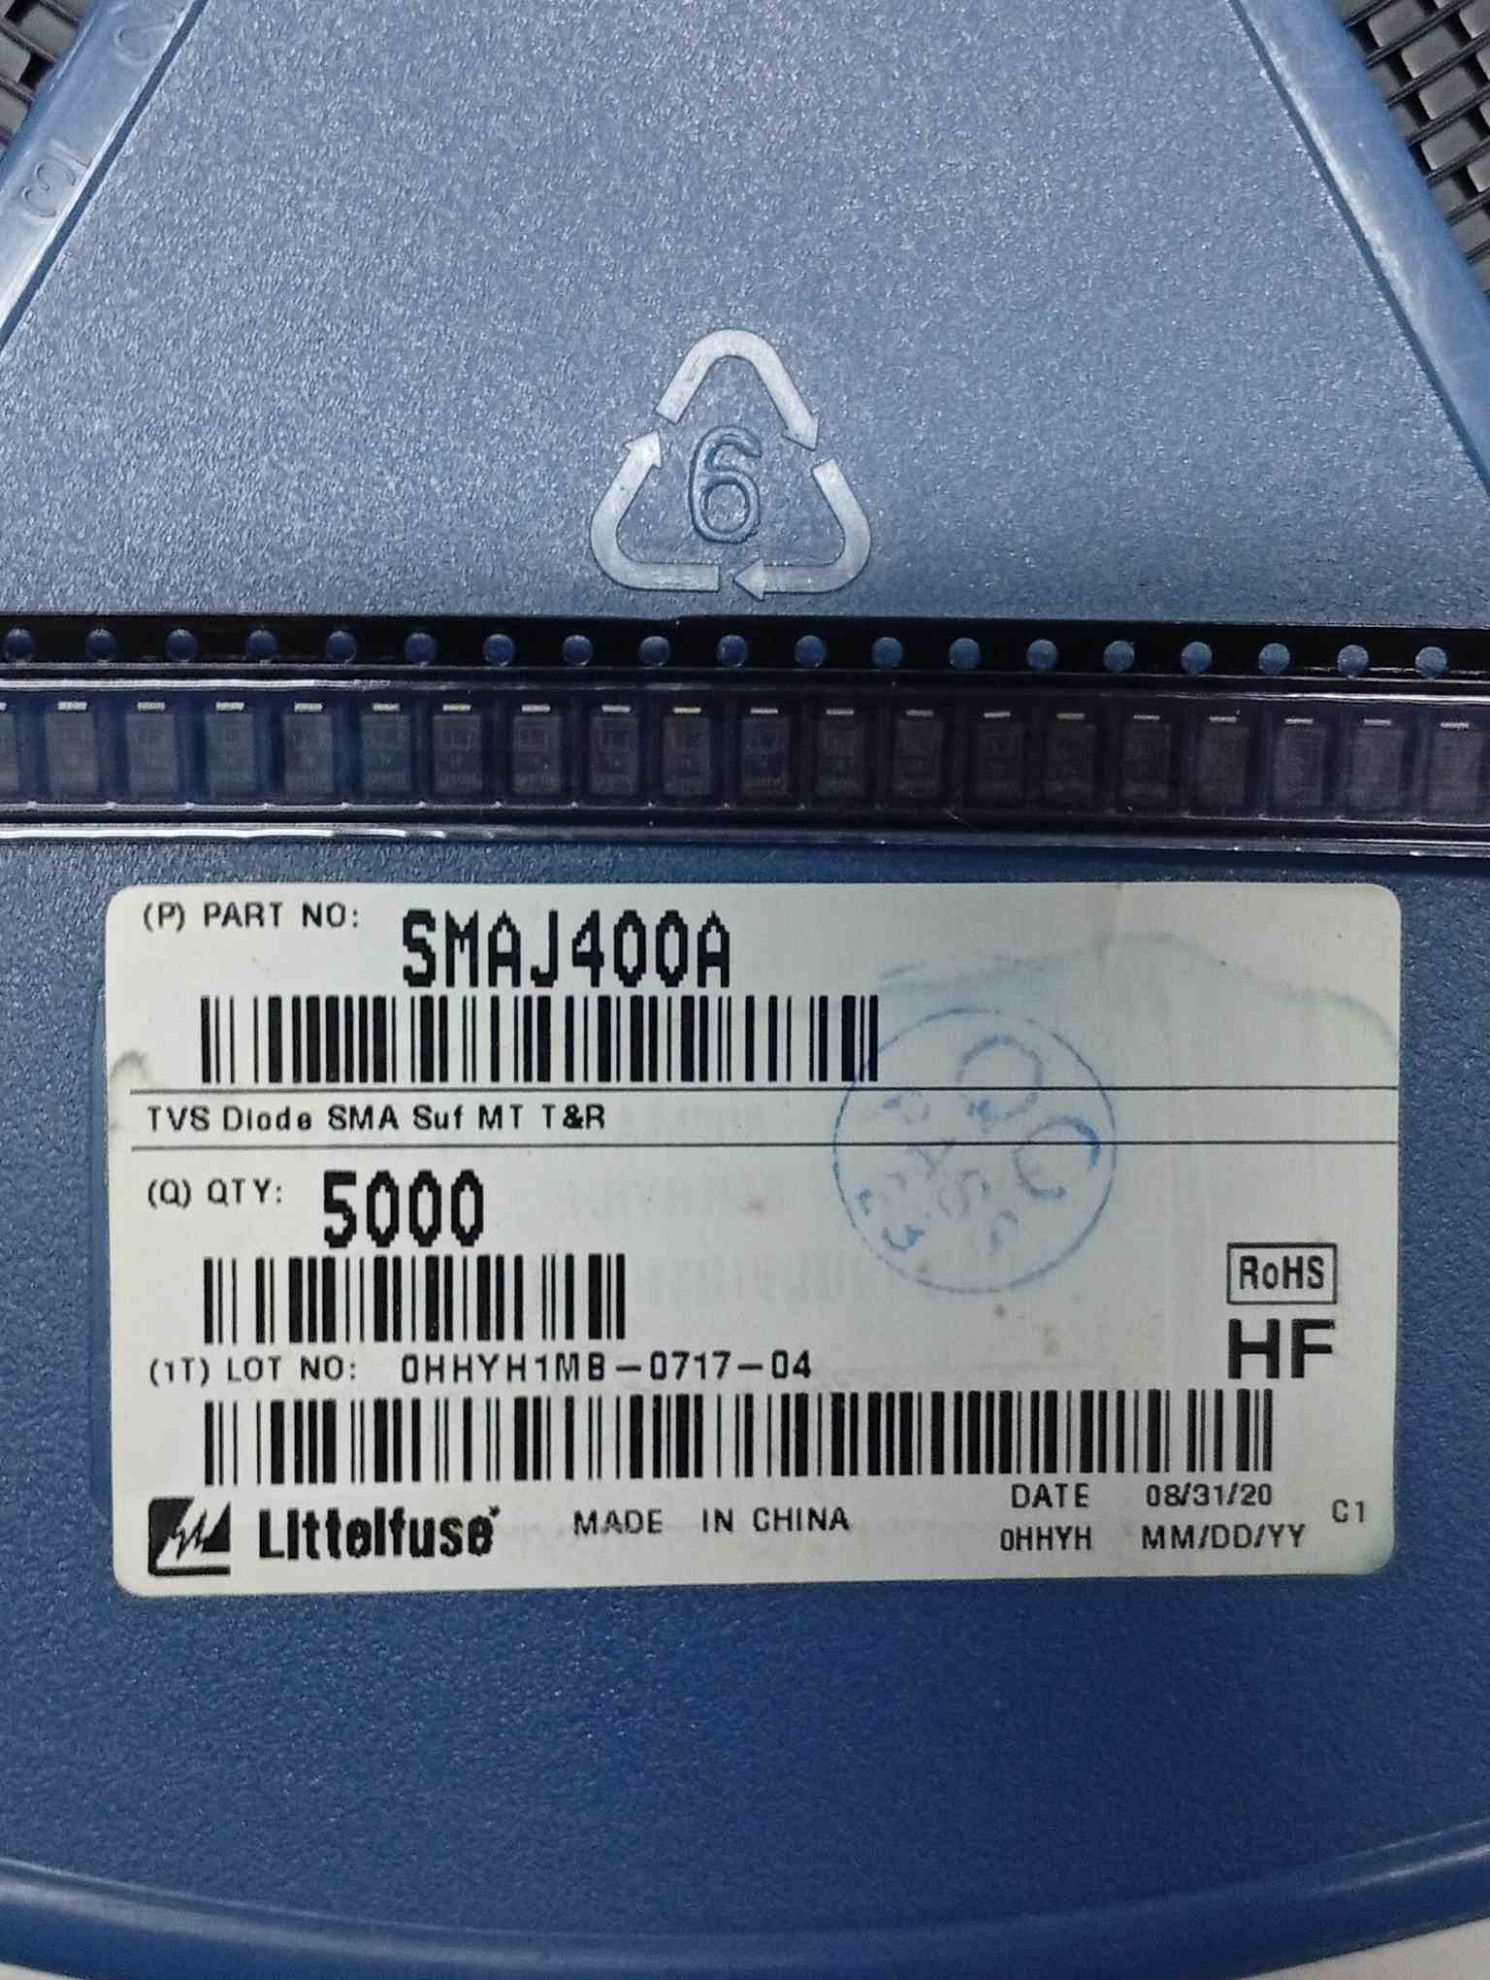 6
(P) PART NO: SMAJ400A
TVS Diode SMA Suf MT T&R
(Q) QTY: 5000
RoHS
HF
(1T) LOT NO: 0HHYH1MB-0717-04
Littelfuse MADE IN CHINA
DATE 08/31/20
0HHYH MM/DD/YY
C1